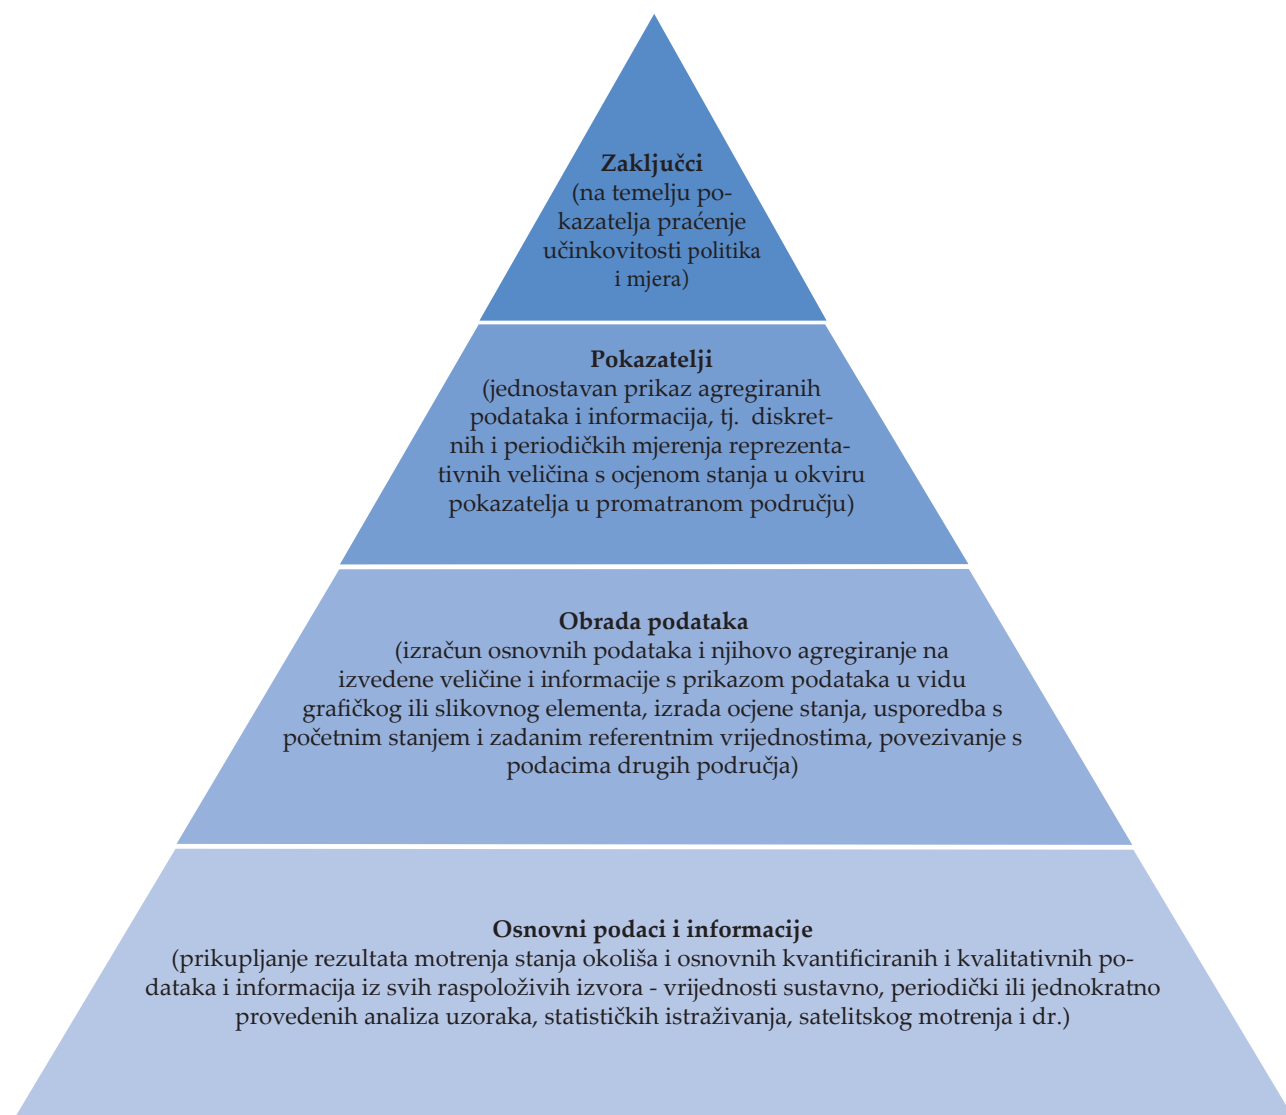 Zaključci
(na temelju po-
kazatelja praćenje
učinkovitosti politika
i mjera)
Pokazatelji
(jednostavan prikaz agregiranih
podataka i informacija, tj. diskret-
nih i periodičkih mjerenja reprezenta-
tivnih veličina s ocjenom stanja u okviru
pokazatelja u promatranom području)
Obrada podataka
(izračun osnovnih podataka i njihovo agregiranje na
izvedene veličine i informacije s prikazom podataka u vidu
grafičkog ili slikovnog elementa, izrada ocjene stanja, usporedba s
početnim stanjem i zadanim referentnim vrijednostima, povezivanje s
podacima drugih područja)
Osnovni podaci i informacije
(prikupljanje rezultata motrenja stanja okoliša i osnovnih kvantificiranih i kvalitativnih po-
dataka i informacija iz svih raspoloživih izvora - vrijednosti sustavno, periodički ili jednokratno
provedenih analiza uzoraka, statističkih istraživanja, satelitskog motrenja i dr.)